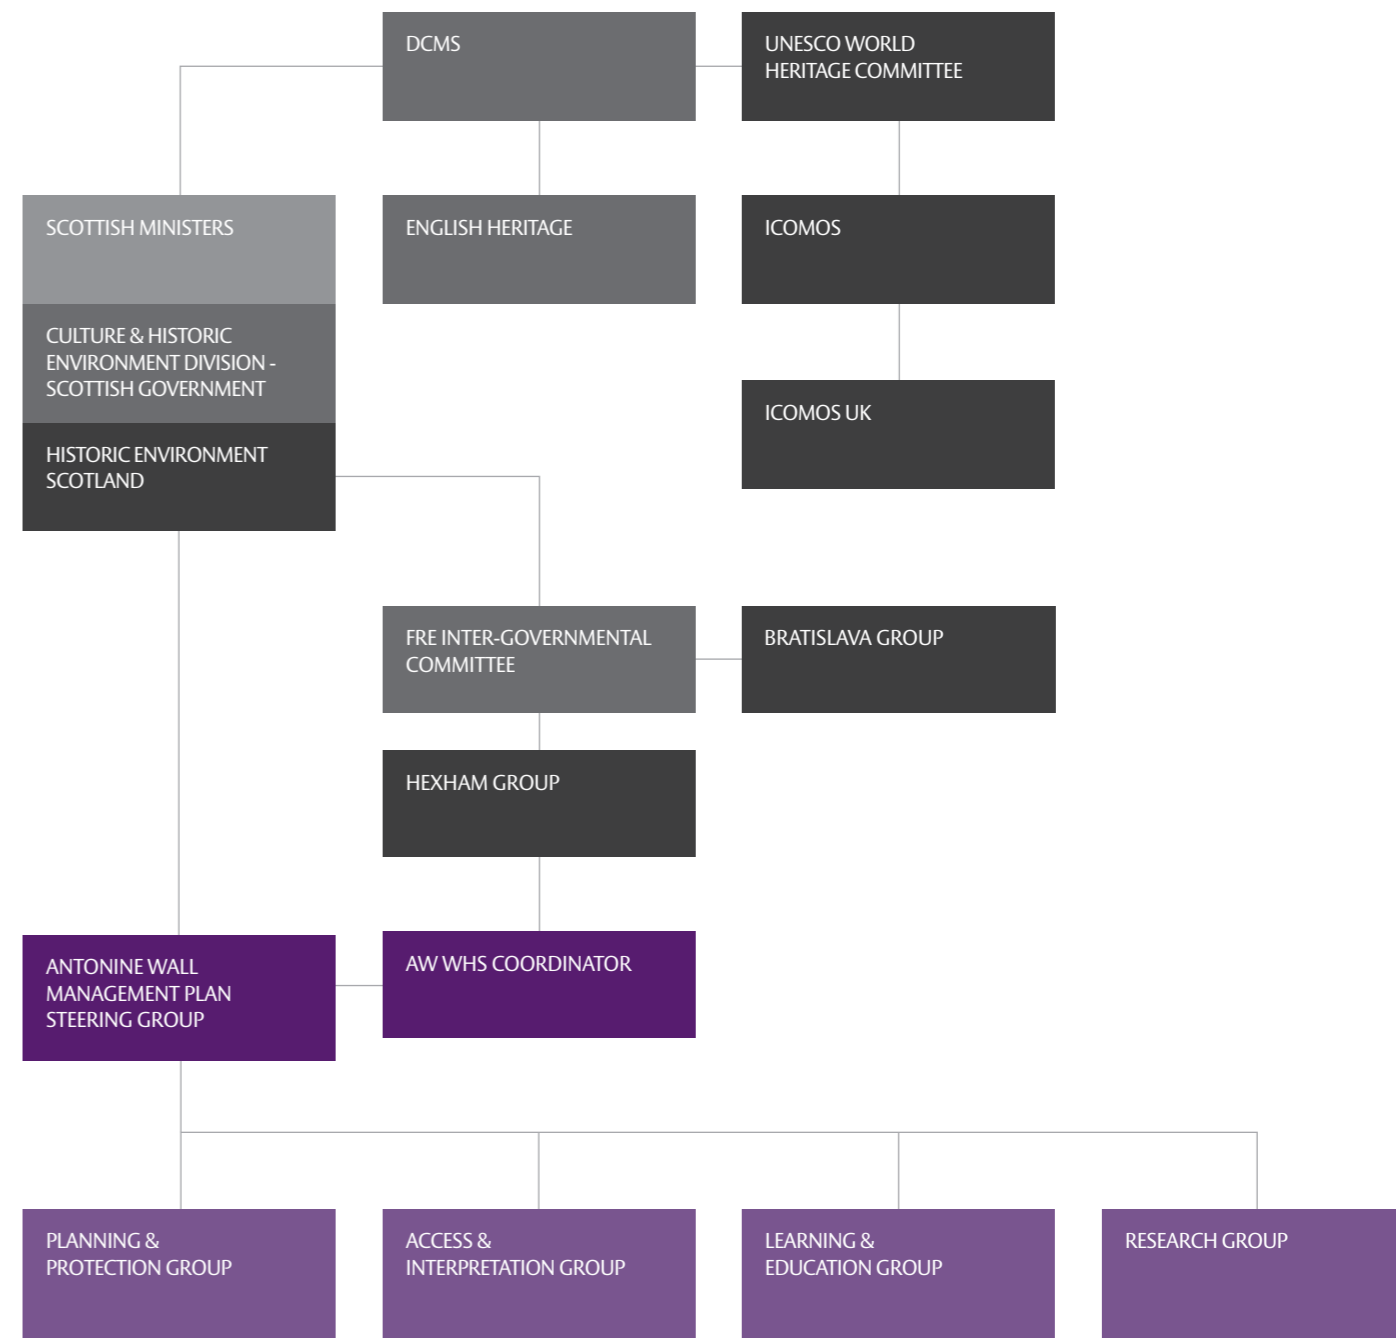 DCMS
UNESCO WORLD
HERITAGE COMMITTEE
SCOTTISH MINISTERS
ENGLISH HERITAGE
ICOMOS
CULTURE & HISTORIC
ENVIRONMENT DIVISION -
SCOTTISH GOVERNMENT
ICOMOS UK
HISTORIC ENVIRONMENT
SCOTLAND
FRE INTER-GOVERNMENTAL
COMMITTEE
BRATISLAVA GROUP
HEXHAM GROUP
ANTONINE WALL
MANAGEMENT PLAN
STEERING GROUP
AW WHS COORDINATOR
PLANNING &
PROTECTION GROUP
ACCESS &
INTERPRETATION GROUP
LEARNING &
EDUCATION GROUP
RESEARCH GROUP